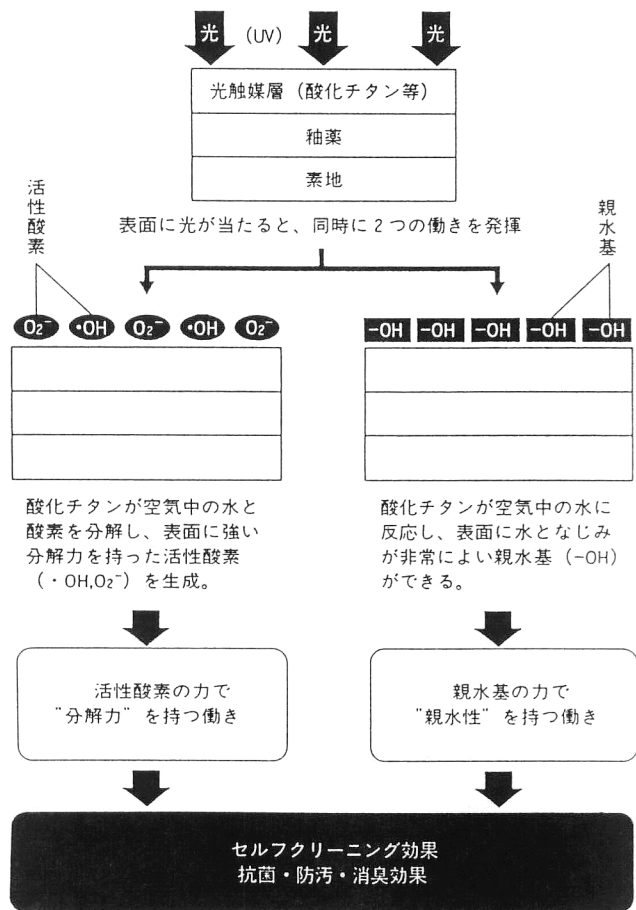 光 (UV) 光 光
光触媒層（酸化チタン等）
釉薬
素地
活性酸素
親水基
表面に光が当たると、同時に２つの働きを発揮
O₂⁻ •OH O₂⁻ •OH O₂⁻
−OH −OH −OH −OH −OH
酸化チタンが空気中の水と
酸素を分解し、表面に強い
分解力を持った活性酸素
（・OH,O₂⁻）を生成。
酸化チタンが空気中の水に
反応し、表面に水となじみ
が非常によい親水基（−OH）
ができる。
活性酸素の力で
"分解力" を持つ働き
親水基の力で
"親水性" を持つ働き
セルフクリーニング効果
抗菌・防汚・消臭効果